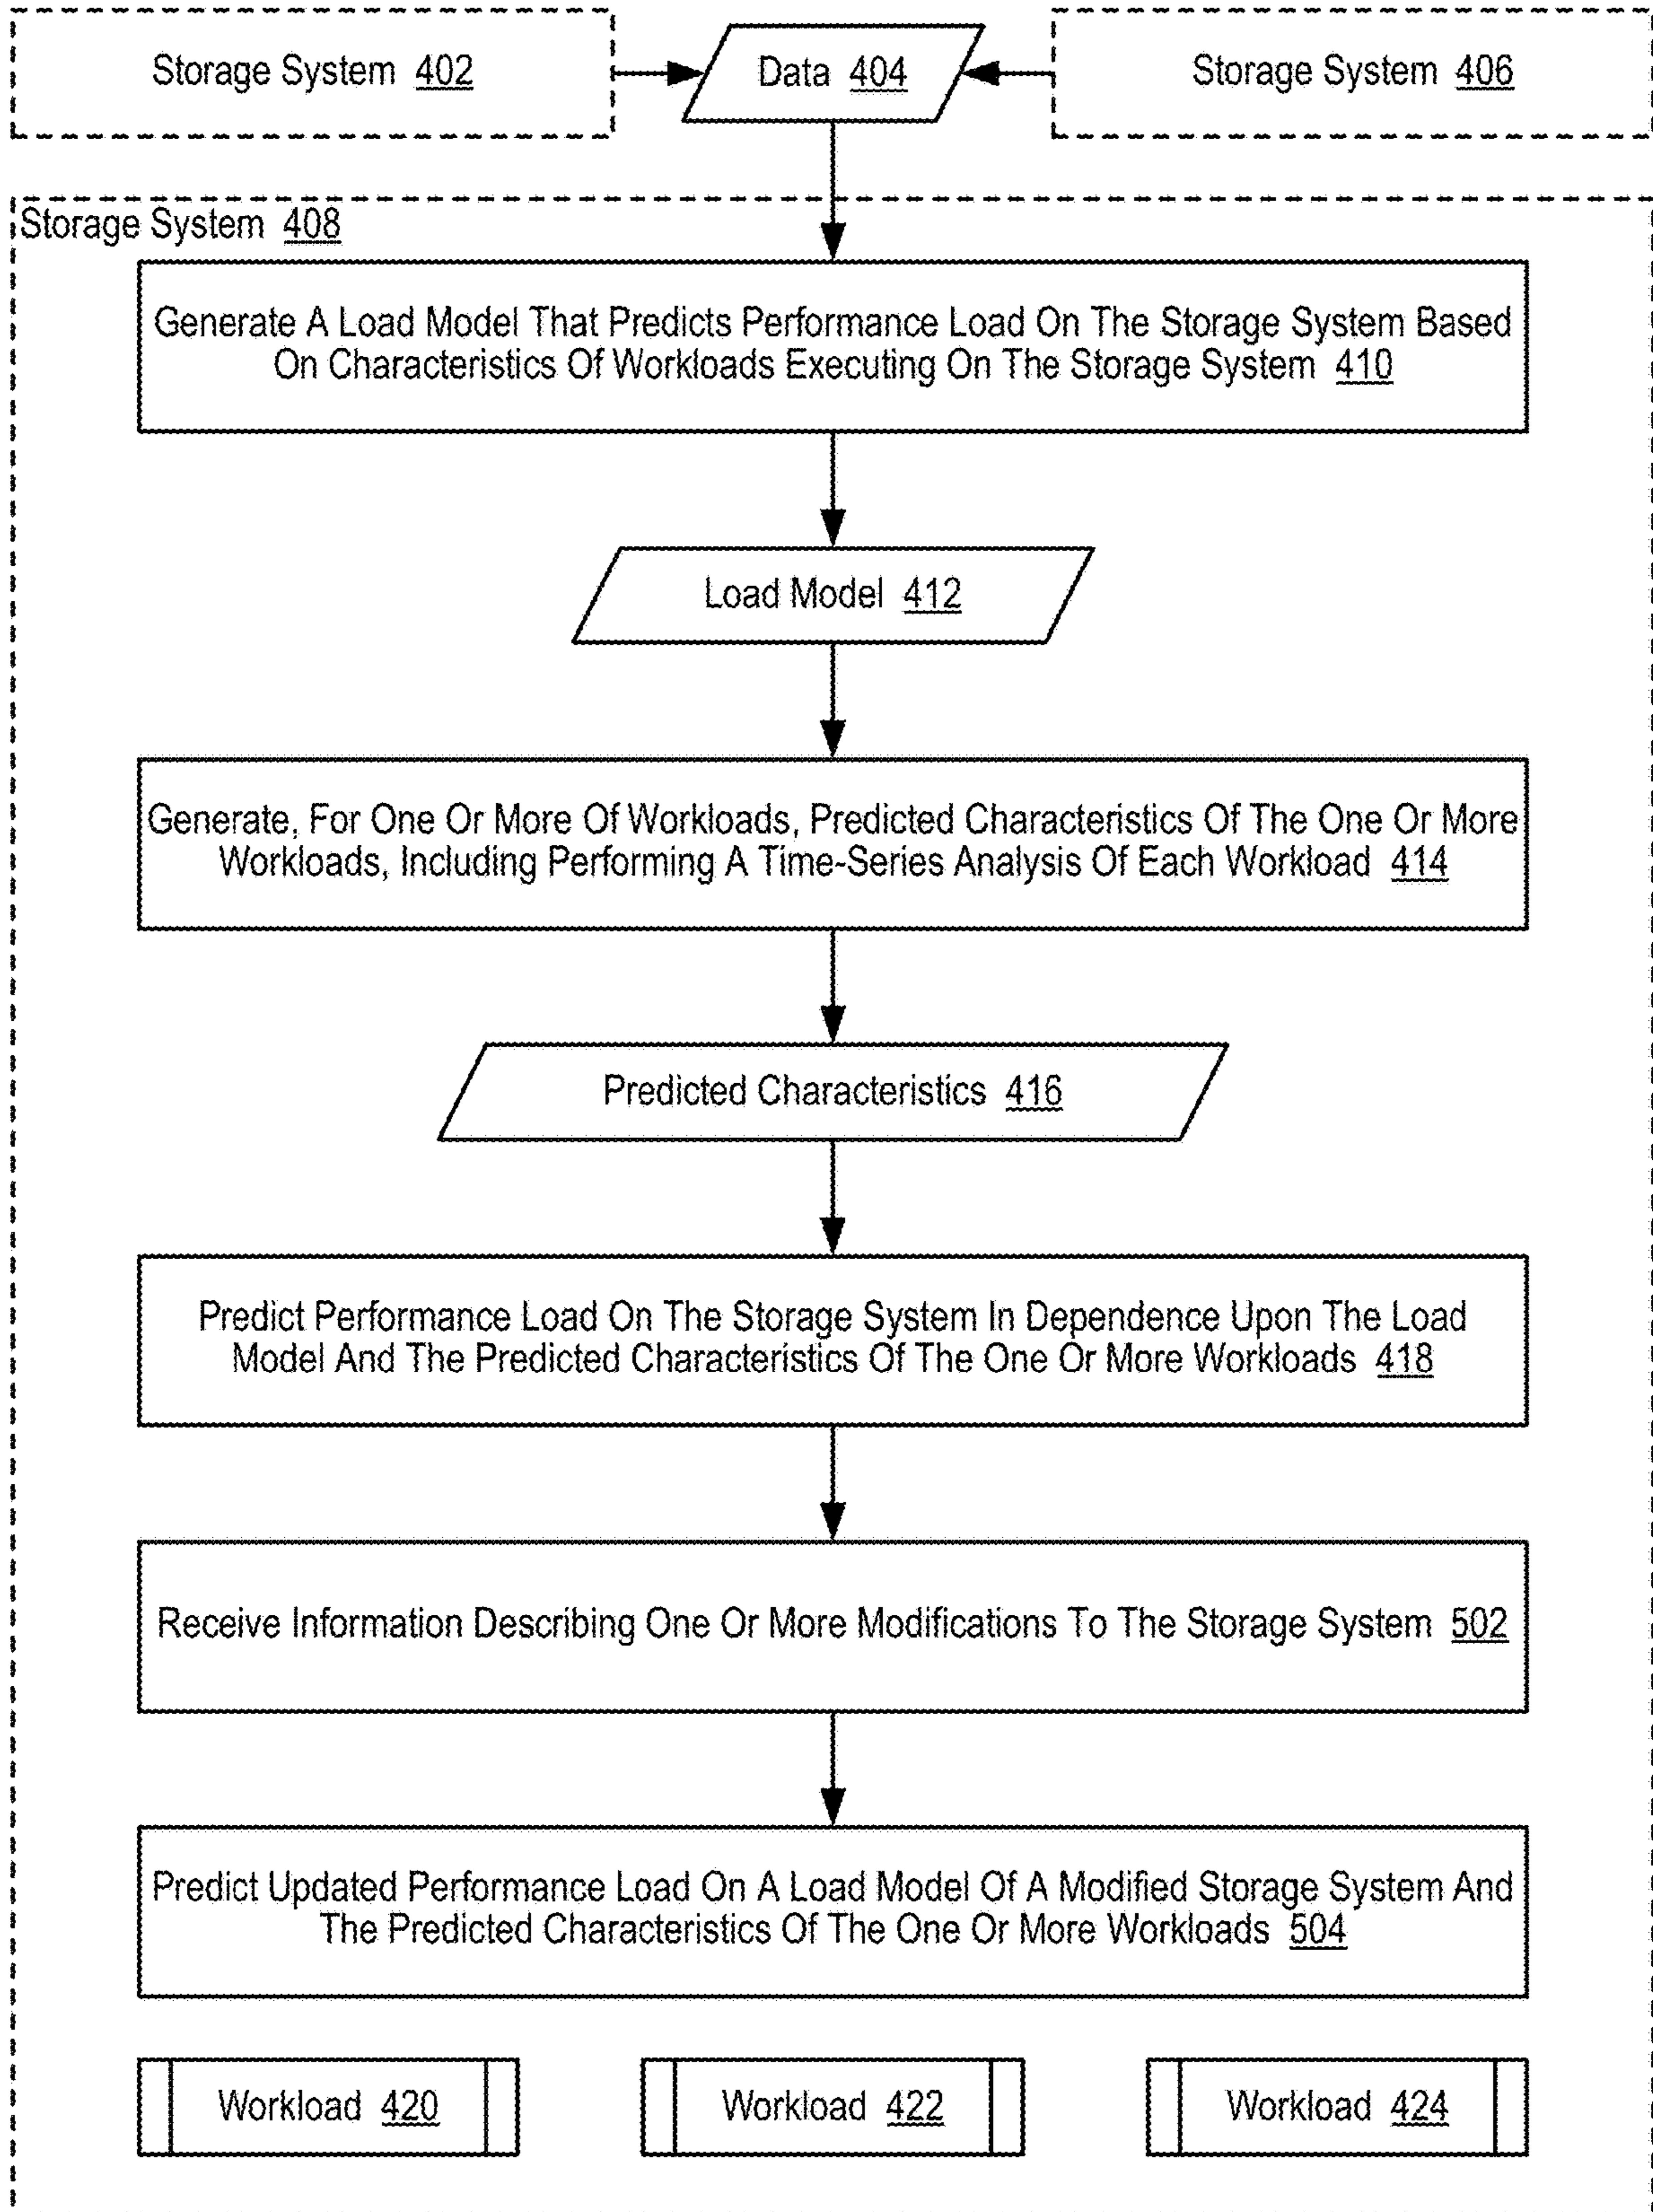 Storage System 402
Data 404
Storage System 406
Storage System 408
Generate A Load Model That Predicts Performance Load On The Storage System Based
On Characteristics Of Workloads Executing On The Storage System 410
Load Model 412
Generate, For One Or More Of Workloads, Predicted Characteristics Of The One Or More
Workloads, Including Performing A Time-Series Analysis Of Each Workload 414
Predicted Characteristics 416
Predict Performance Load On The Storage System In Dependence Upon The Load
Model And The Predicted Characteristics Of The One Or More Workloads 418
Receive Information Describing One Or More Modifications To The Storage System 502
Predict Updated Performance Load On A Load Model Of A Modified Storage System And
The Predicted Characteristics Of The One Or More Workloads 504
Workload 420
Workload 422
Workload 424